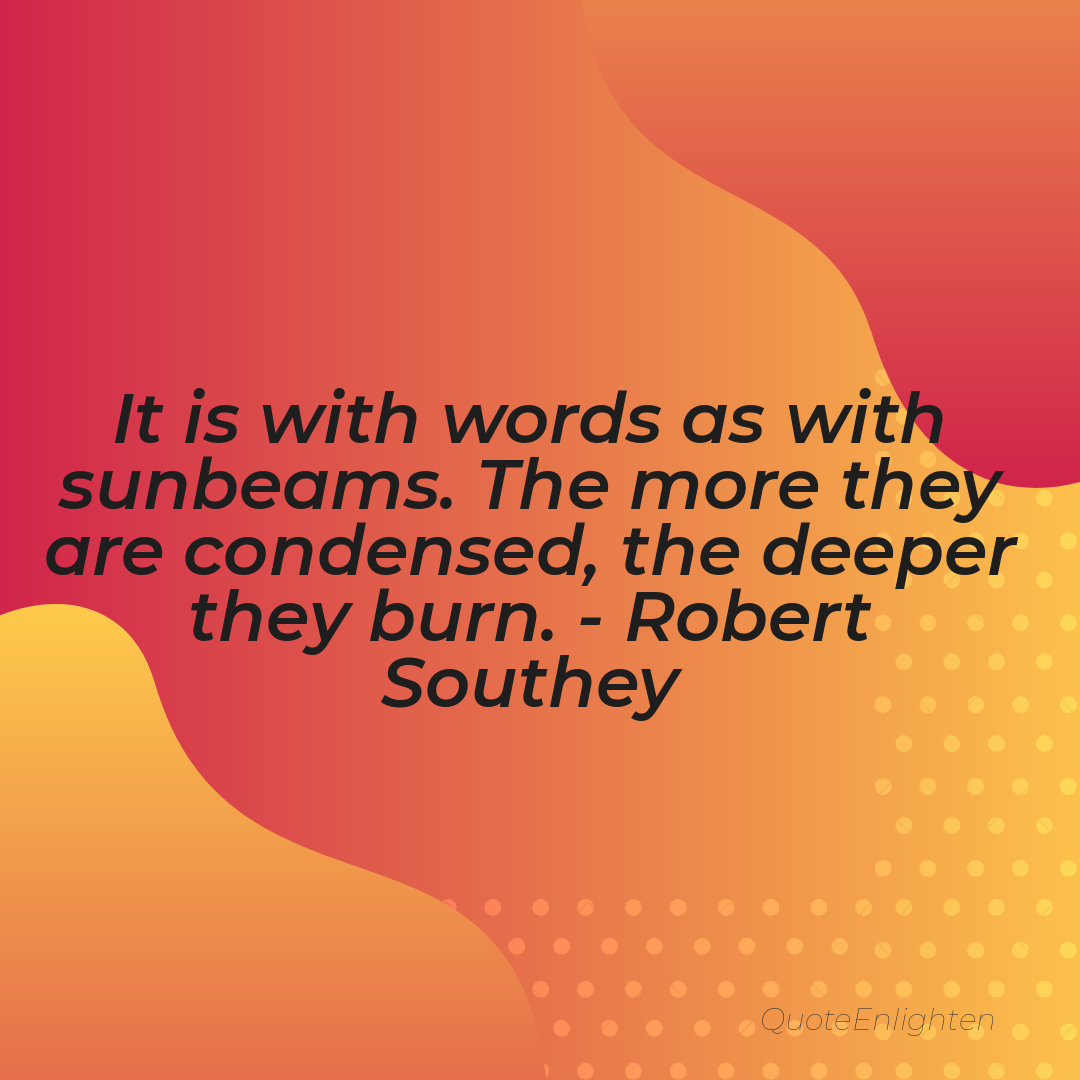 It is with words as with
sunbeams. The more they
are condensed, the deeper
they burn. - Robert
Southey
QuoteEnlighten